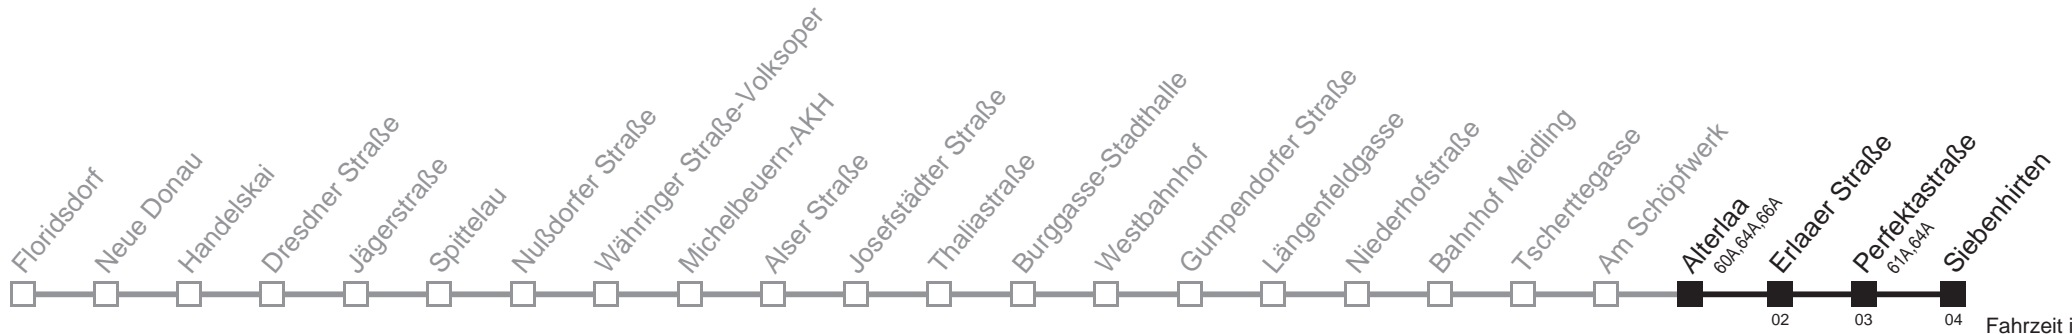 Floridsdorf
Neue Donau
Handelskai
Dresdner Straße
Jägerstraße
Spittelau
Nußdorfer Straße
Währinger Straße-Volksoper
Michelbeuern-AKH
Alser Straße
Josefstädter Straße
Thaliastraße
Burggasse-Stadthalle
Westbahnhof
Gumpendorfer Straße
Längenfeldgasse
Niederhofstraße
Bahnhof Meidling
Tscherttegasse
Am Schöpfwerk
Alterlaa
60A,64A,66A
Erlaaer Straße
Perfektastraße
61A,64A
Siebenhirten
02
03
04
Fahrzeit i